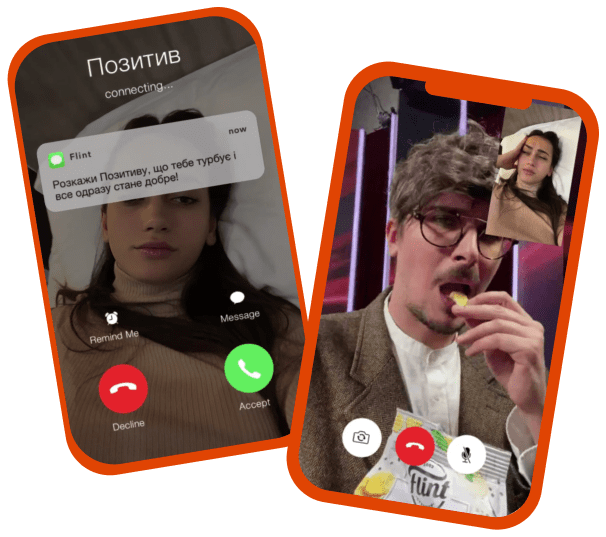 Позитив
connecting...
Flint
now
Розкажи Позитиву, що тебе турбує і
все одразу стане добре!
Remind Me
Message
Decline
Accept
flint